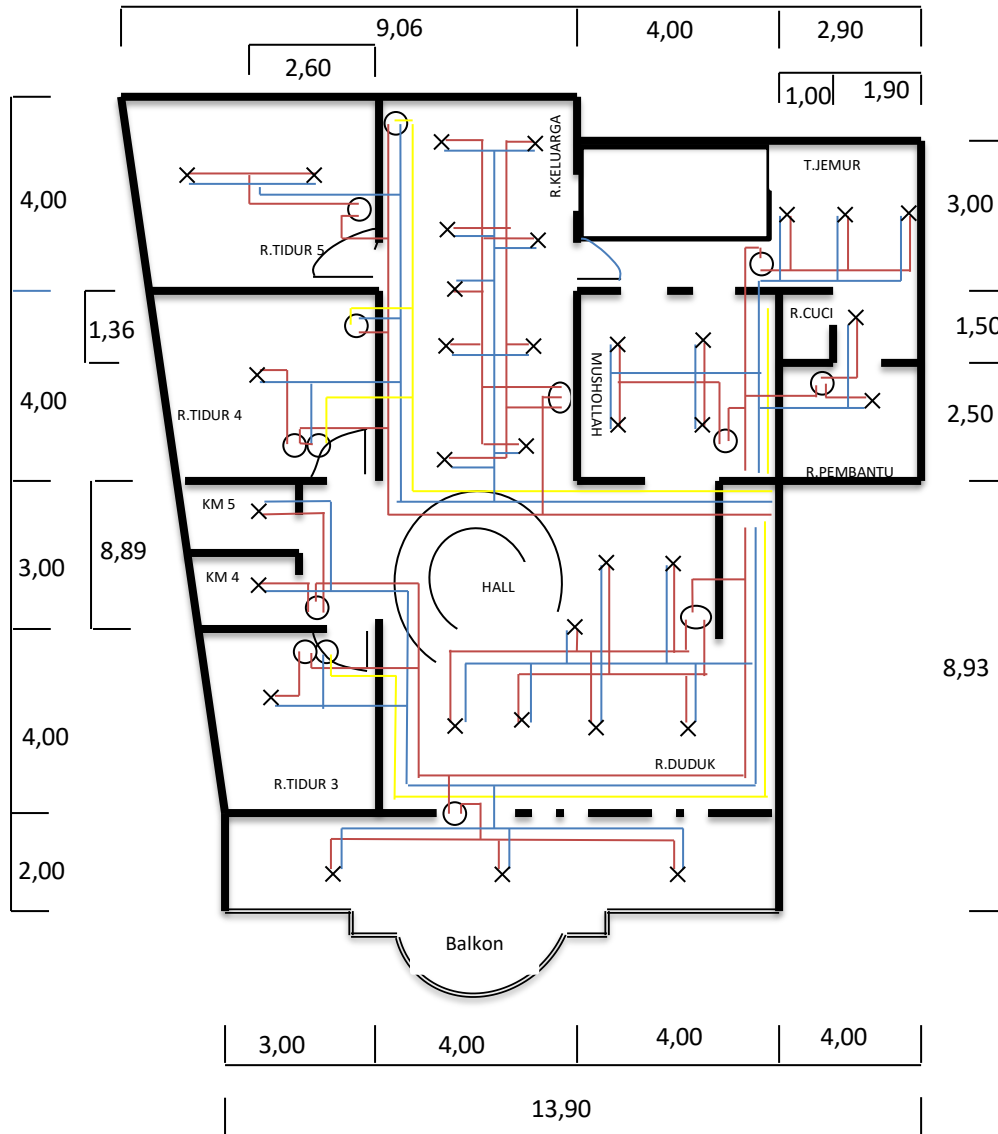 9,06
4,00
2,90
2,60
1,00
1,90
R.KELUARGA
T.JEMUR
4,00
3,00
R.TIDUR 5
1,36
R.CUCI
1,50
MUSHOLLAH
4,00
R.TIDUR 4
2,50
R.PEMBANTU
KM 5
8,89
3,00
KM 4
HALL
8,93
4,00
R.DUDUK
R.TIDUR 3
2,00
Balkon
3,00
4,00
4,00
4,00
13,90